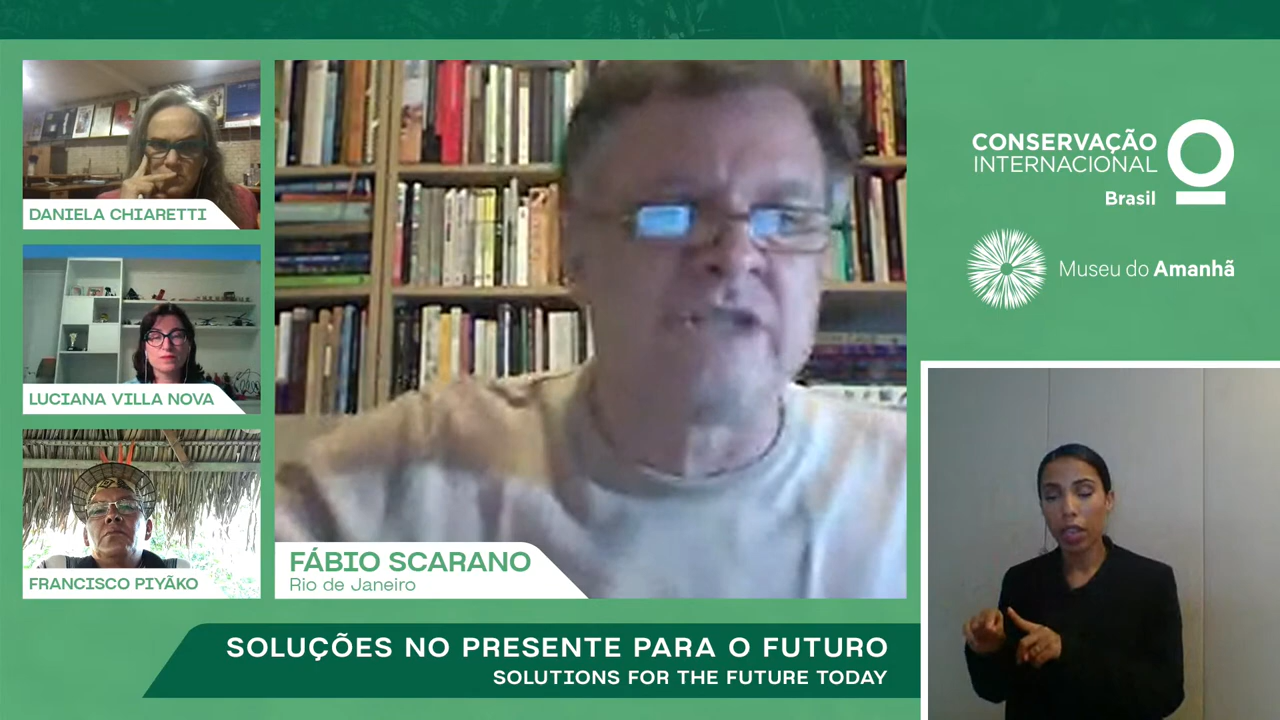 DANIELA CHIARETTI
LUCIANA VILLA NOVA
FRANCISCO PIYÃKO
FÁBIO SCARANO
Rio de Janeiro
CONSERVAÇÃO
INTERNACIONAL
Brasil
Museu do Amanhã
SOLUÇÕES NO PRESENTE PARA O FUTURO
SOLUTIONS FOR THE FUTURE TODAY